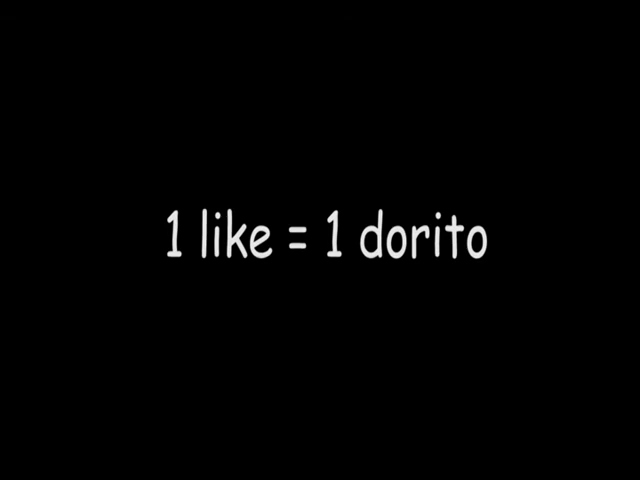 1 like = 1 dorito